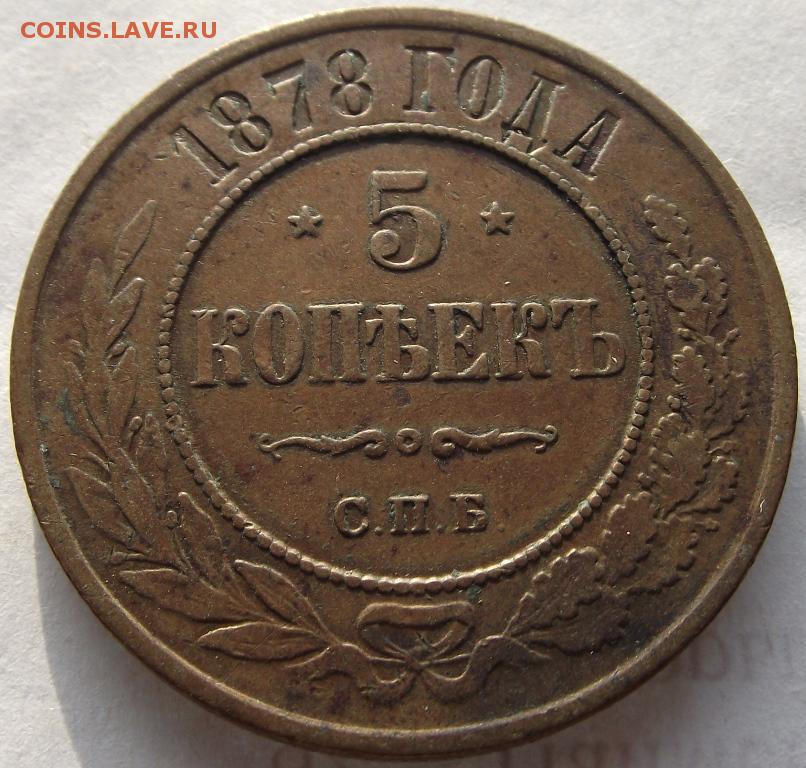 COINS.LAVE.RU
1878 ГОДА
5
КОПѢЕКЪ
С.П.Б.